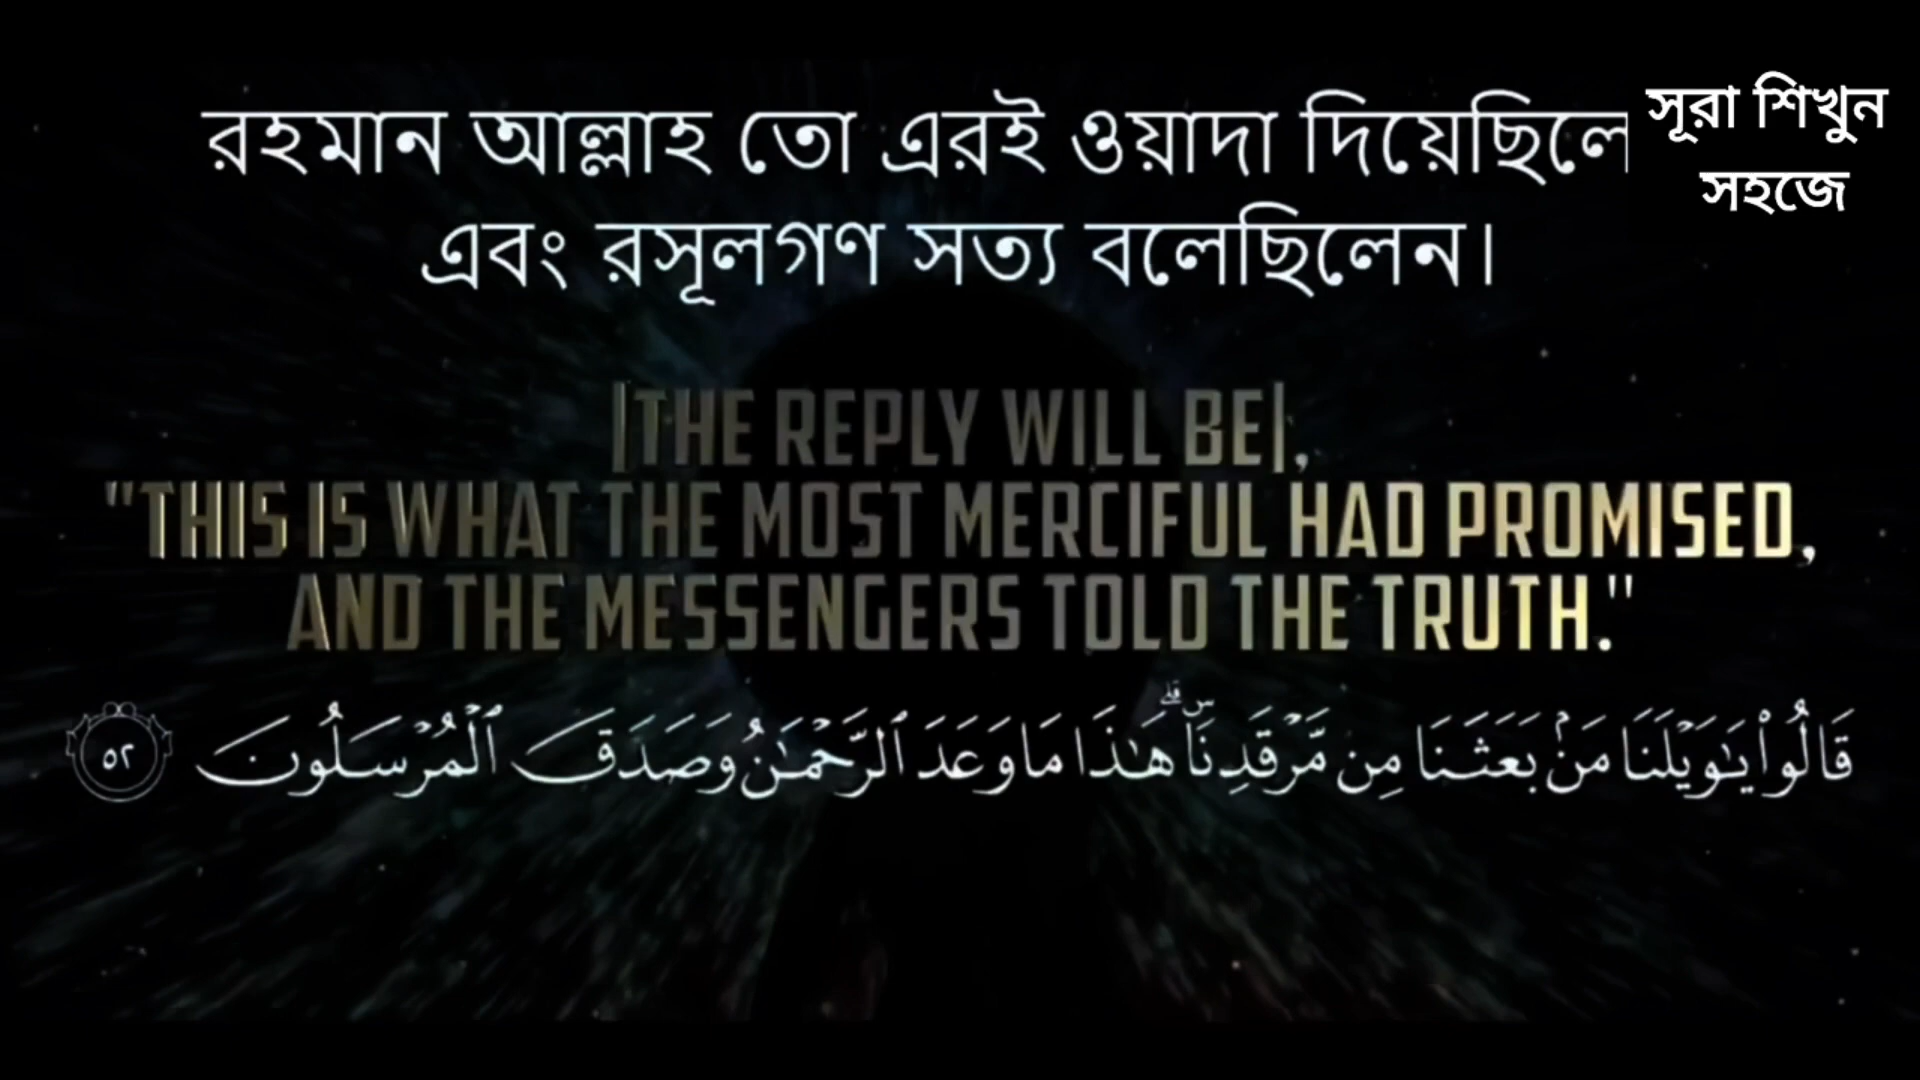 রহমান আল্লাহ তো এরই ওয়াদা দিয়েছিলে
এবং রসূলগণ সত্য বলেছিলেন।
সূরা শিখুন
সহজে
[THE REPLY WILL BE],
"THIS IS WHAT THE MOST MERCIFUL HAD PROMISED,
AND THE MESSENGERS TOLD THE TRUTH."
قَالُوا۟ يَـٰوَيْلَنَا مَنۢ بَعَثَنَا مِن مَّرْقَدِنَا ۜ ۗ هَـٰذَا مَا وَعَدَ ٱلرَّحْمَـٰنُ وَصَدَقَ ٱلْمُرْسَلُونَ ٥٢